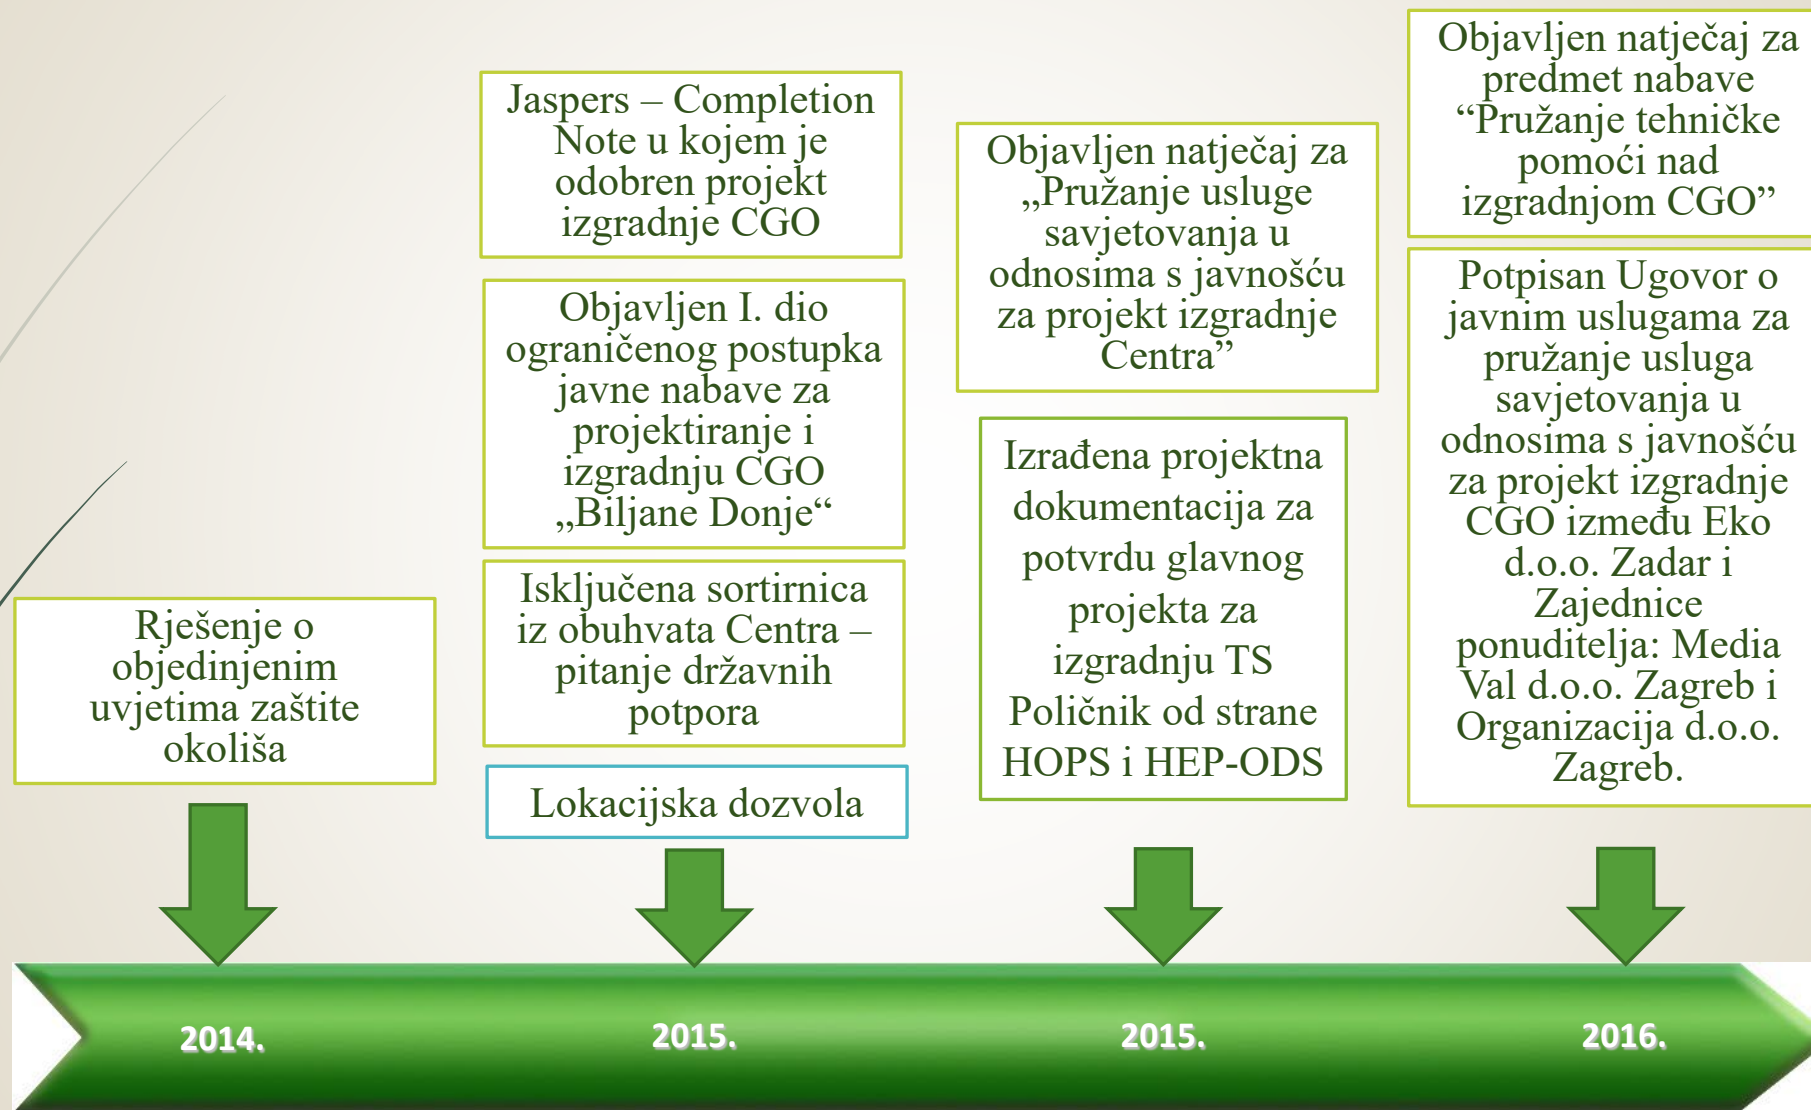 Rješenje o
objedinjenim
uvjetima zaštite
okoliša
Jaspers – Completion
Note u kojem je
odobren projekt
izgradnje CGO
Objavljen I. dio
ograničenog postupka
javne nabave za
projektiranje i
izgradnju CGO
„Biljane Donje“
Isključena sortirnica
iz obuhvata Centra –
pitanje državnih
potpora
Lokacijska dozvola
Objavljen natječaj za
„Pružanje usluge
savjetovanja u
odnosima s javnošću
za projekt izgradnje
Centra”
Izrađena projektna
dokumentacija za
potvrdu glavnog
projekta za
izgradnju TS
Poličnik od strane
HOPS i HEP-ODS
Objavljen natječaj za
predmet nabave
“Pružanje tehničke
pomoći nad
izgradnjom CGO”
Potpisan Ugovor o
javnim uslugama za
pružanje usluga
savjetovanja u
odnosima s javnošću
za projekt izgradnje
CGO između Eko
d.o.o. Zadar i
Zajednice
ponuditelja: Media
Val d.o.o. Zagreb i
Organizacija d.o.o.
Zagreb.
2014.
2015.
2015.
2016.